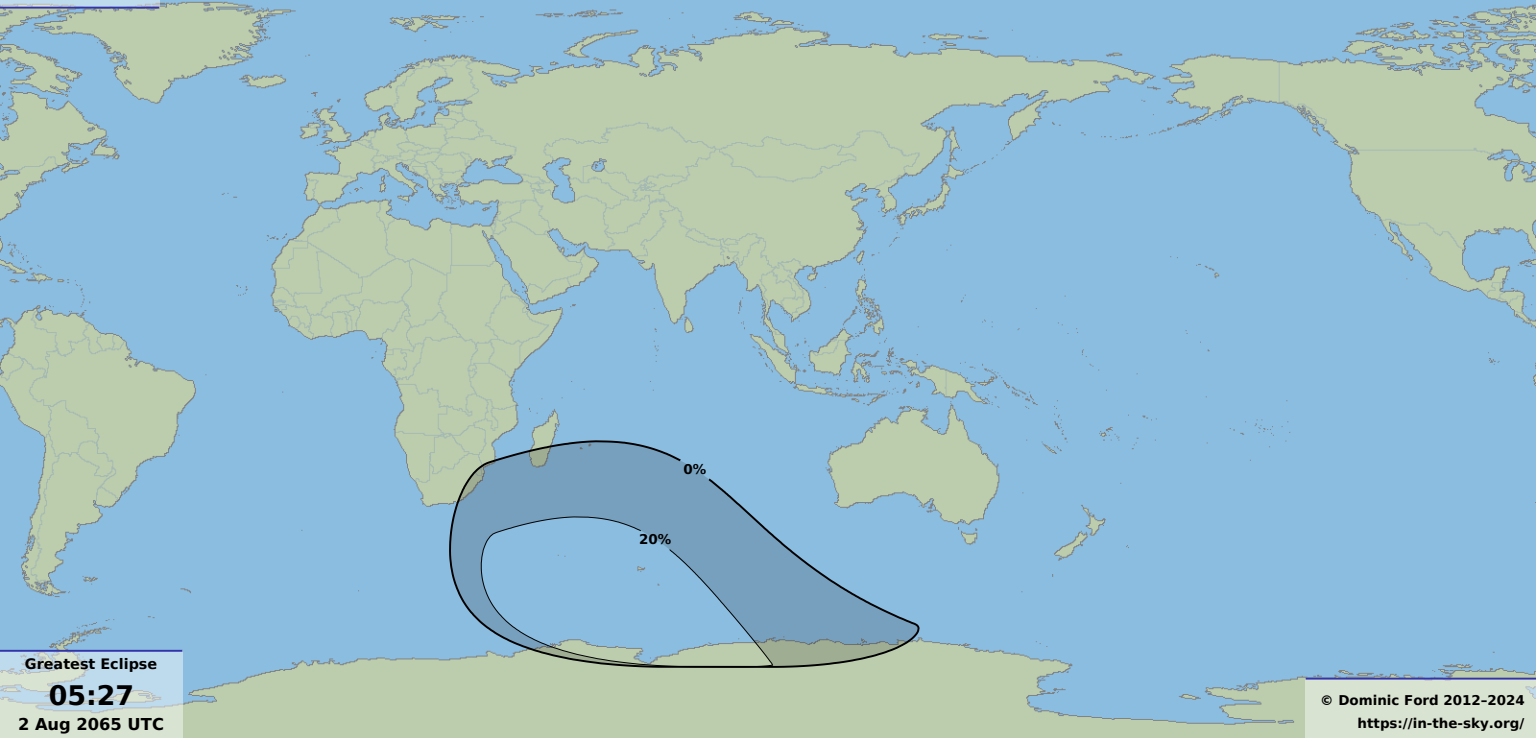 0%
20%
Greatest Eclipse
05:27
2 Aug 2065 UTC
© Dominic Ford 2012–2024
https://in-the-sky.org/